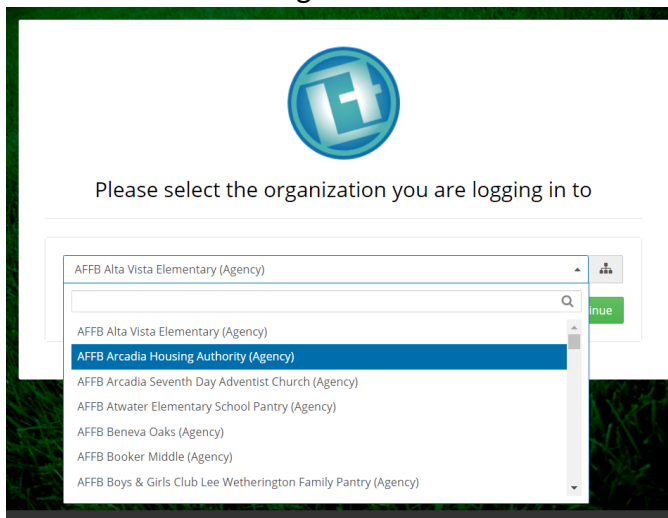 Please select the organization you are logging in to
AFFB Alta Vista Elementary (Agency)
inue
AFFB Alta Vista Elementary (Agency)
AFFB Arcadia Housing Authority (Agency)
AFFB Arcadia Seventh Day Adventist Church (Agency)
AFFB Atwater Elementary School Pantry (Agency)
AFFB Beneva Oaks (Agency)
AFFB Booker Middle (Agency)
AFFB Boys & Girls Club Lee Wetherington Family Pantry (Agency)